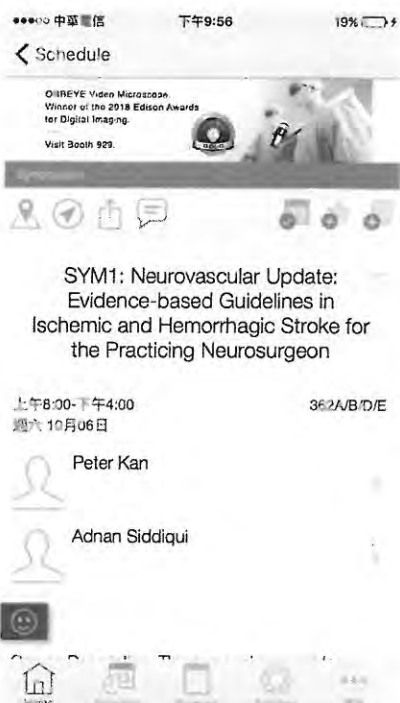 中華電信 下午9:56 19%
Schedule
ORBEYE Video Microscope.
Winner of the 2018 Edison Awards
for Digital Imaging.
Visit Booth 929.
GOLD
SYM1: Neurovascular Update:
Evidence-based Guidelines in
Ischemic and Hemorrhagic Stroke for
the Practicing Neurosurgeon
上午8:00-下午4:00 362A/B/D/E
週六 10月06日
Peter Kan
Adnan Siddiqui